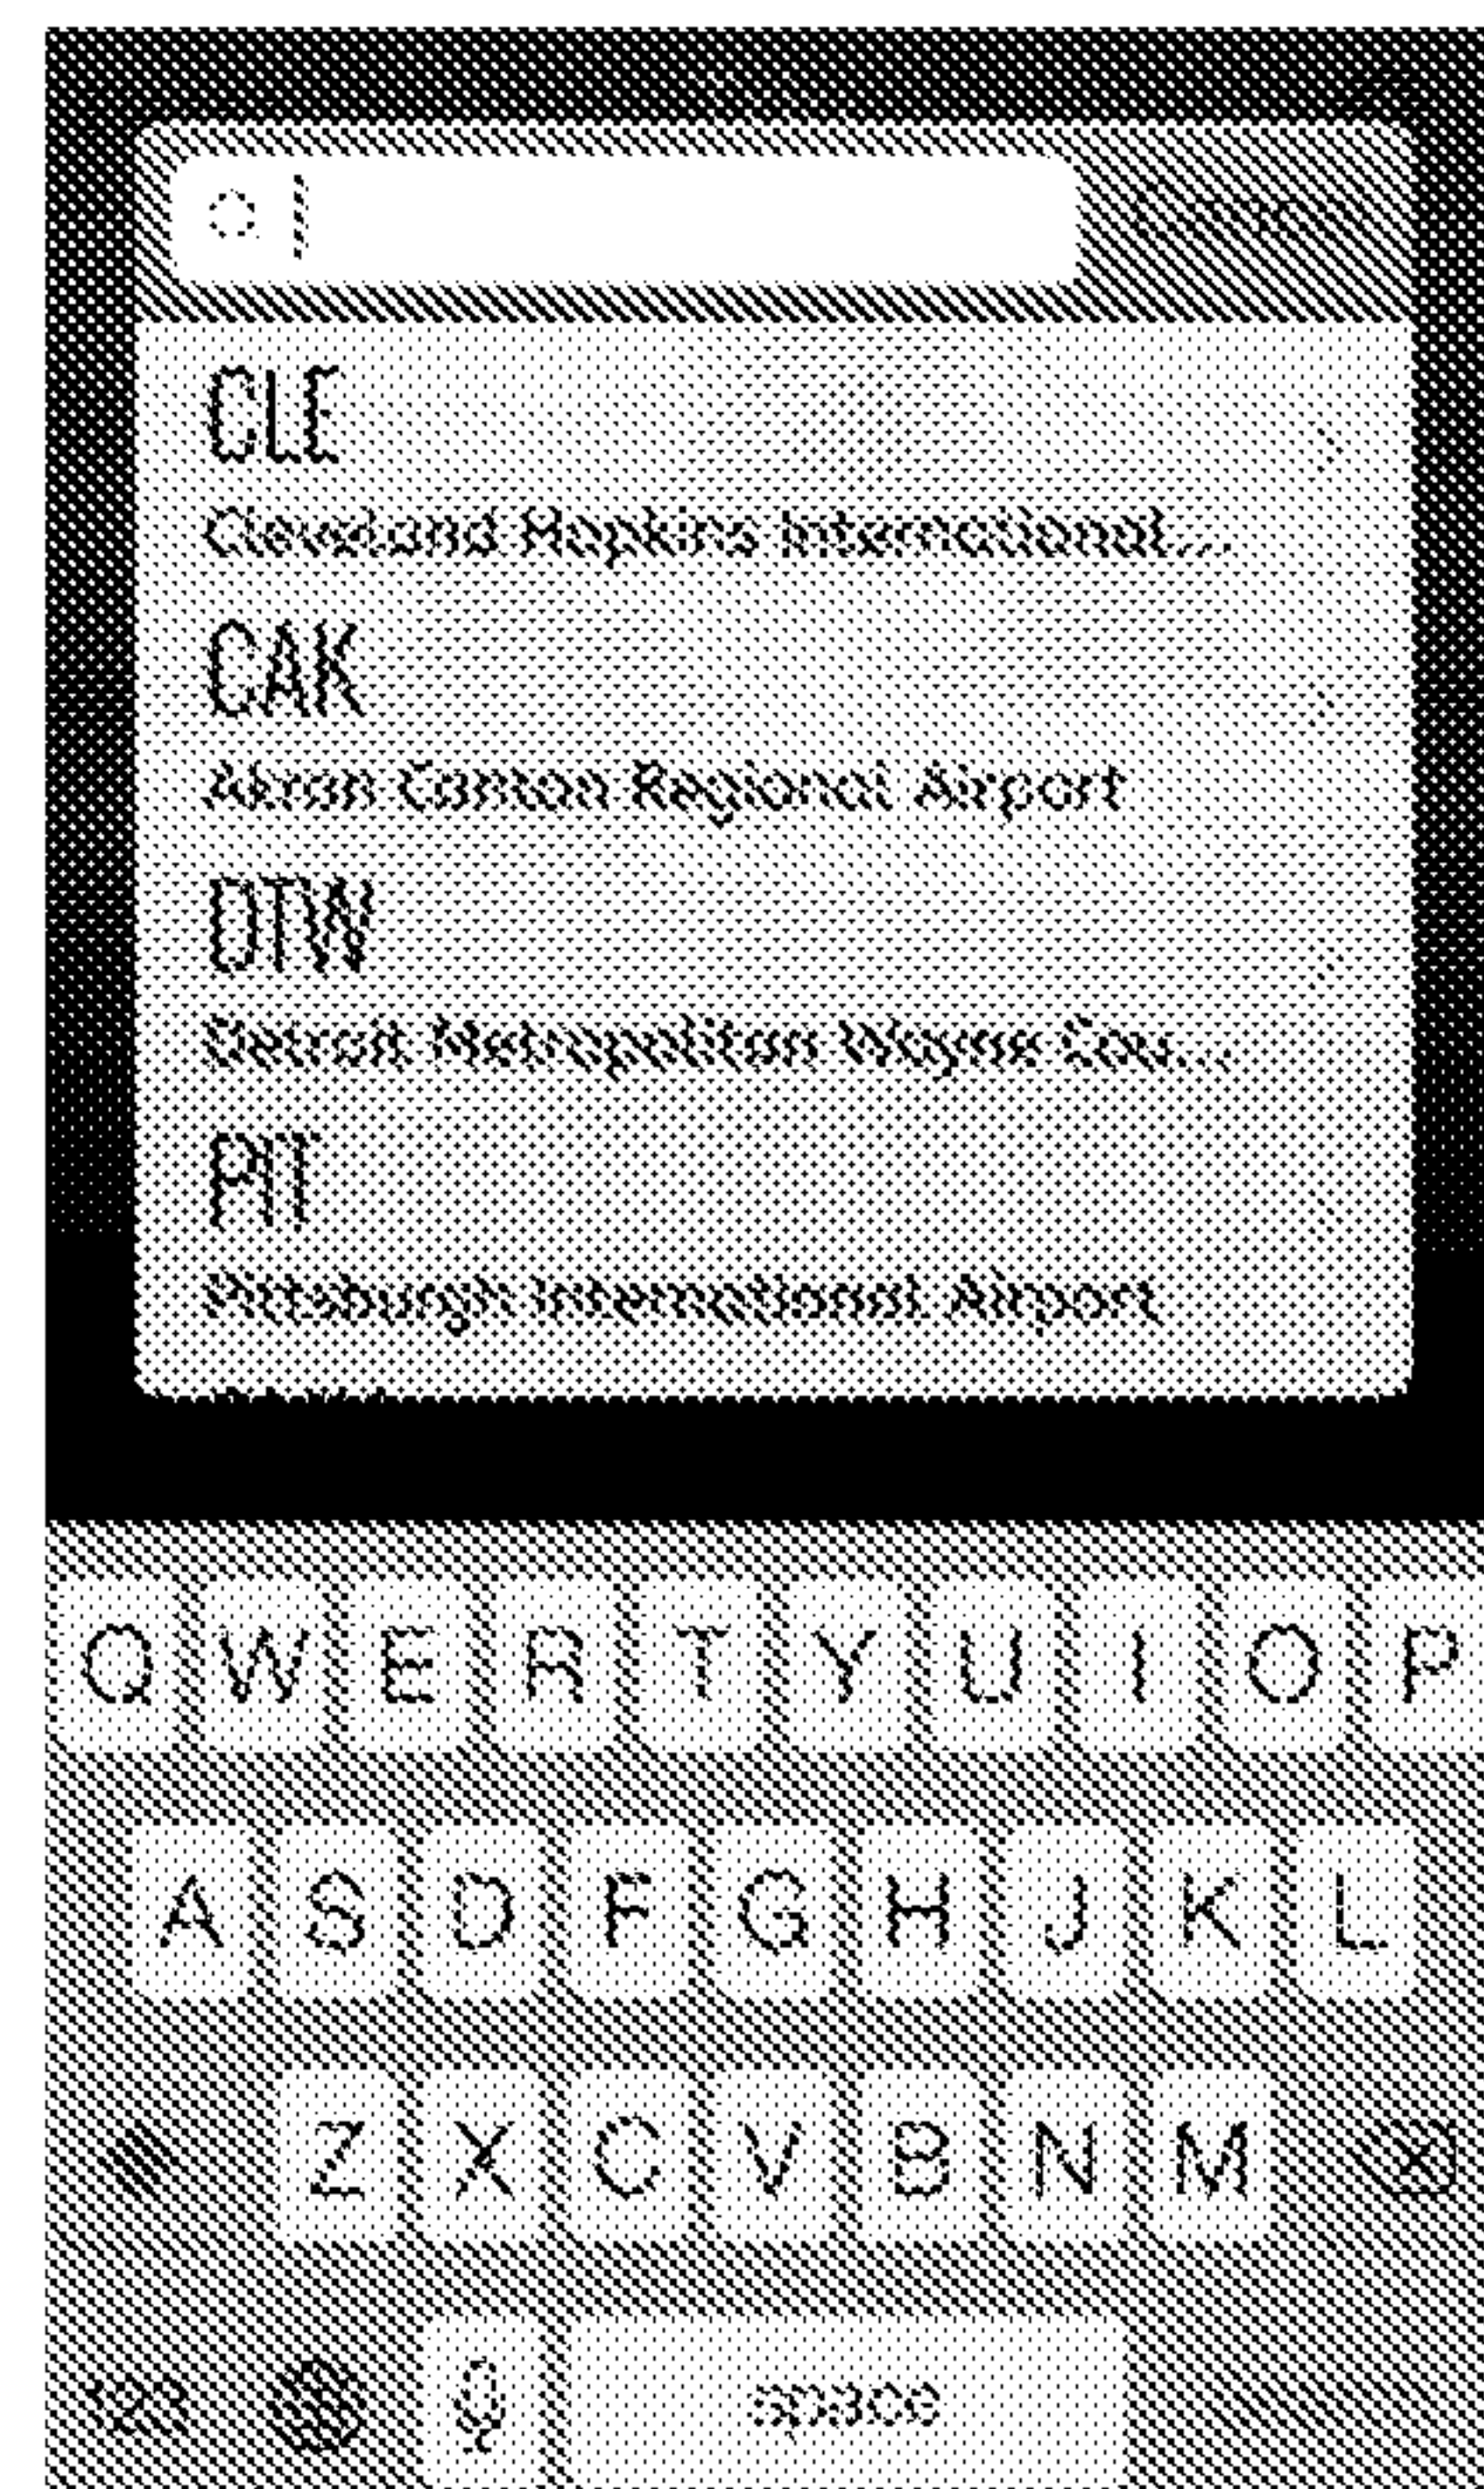 CLE
Cleveland Hopkins International...
CAK
Akron Canton Regional Airport
DTW
Detroit Metropolitan Wayne Cou...
PIT
Pittsburgh International Airport
Q W E R T Y U I O P
A S D F G H J K L
Z X C V B N M
123 space